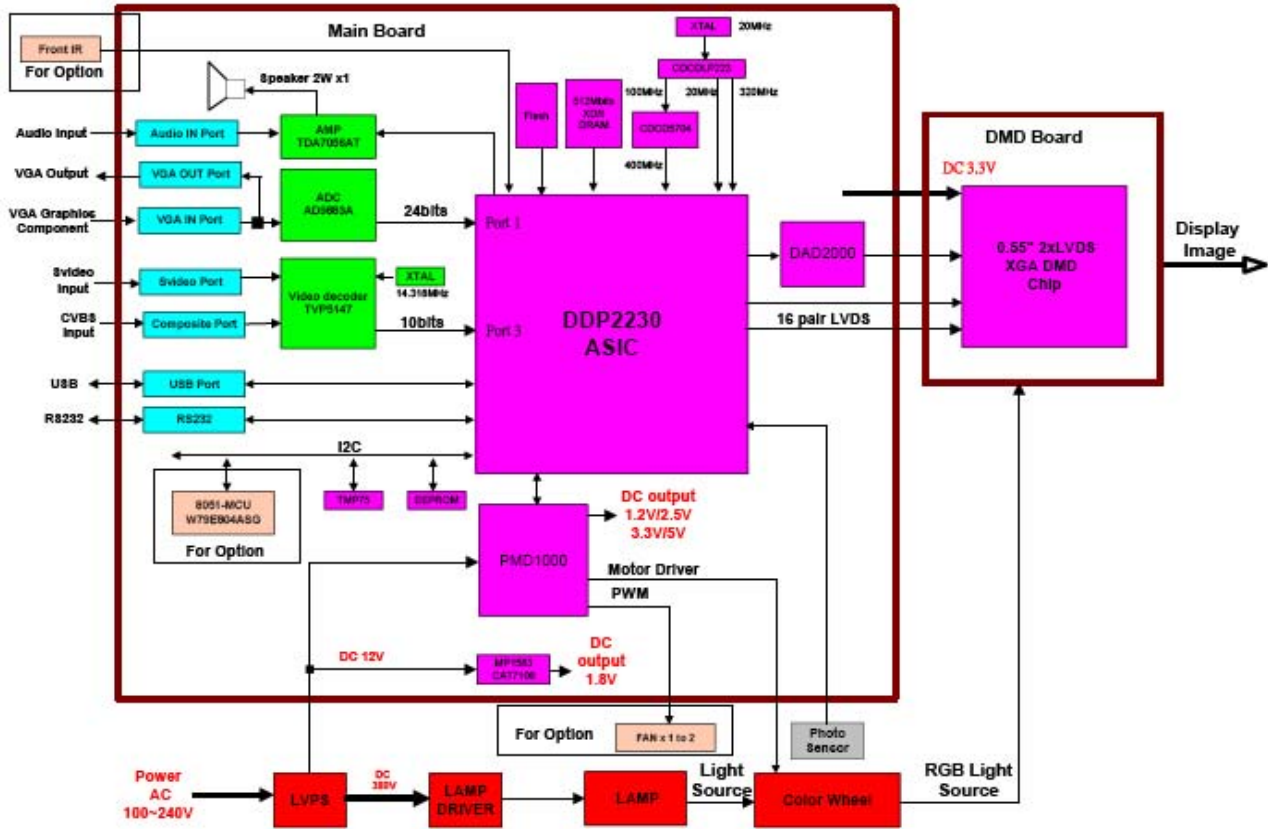 Main Board
Front IR
For Option
XTAL
20MHz
Speaker 2W x1
CDCDLP223
100MHz
20MHz
320MHz
Flash
512Mbits
XDR
DRAM
400MHz
DMD Board
DC 3.3V
Audio Input
Audio IN Port
AMP
TDA7056AT
VGA Output
VGA OUT Port
ADC
VGA Graphics
Component
VGA IN Port
24bits
Port 1
DAD2000
0.55" 2xLVDS
XGA DMD
Chip
Display
Image
Svideo
Input
Svideo Port
Video decoder
TVP5147
XTAL
14.318MHz
CVBS
Input
Composite Port
10bits
Port 3
DDP2230
ASIC
16 pair LVDS
USB
USB Port
RS232
RS232
I2C
8051-MCU
W79E804ASG
For Option
TMP75
EEPROM
DC output
1.2V/2.5V
3.3V/5V
PMD1000
Motor Driver
PWM
DC 12V
DC
output
1.8V
For Option
FAN x 1 to 2
Photo
Sensor
Power
AC
100~240V
LVPS
DC
380V
LAMP
DRIVER
LAMP
Light
Source
Color Wheel
RGB Light
Source